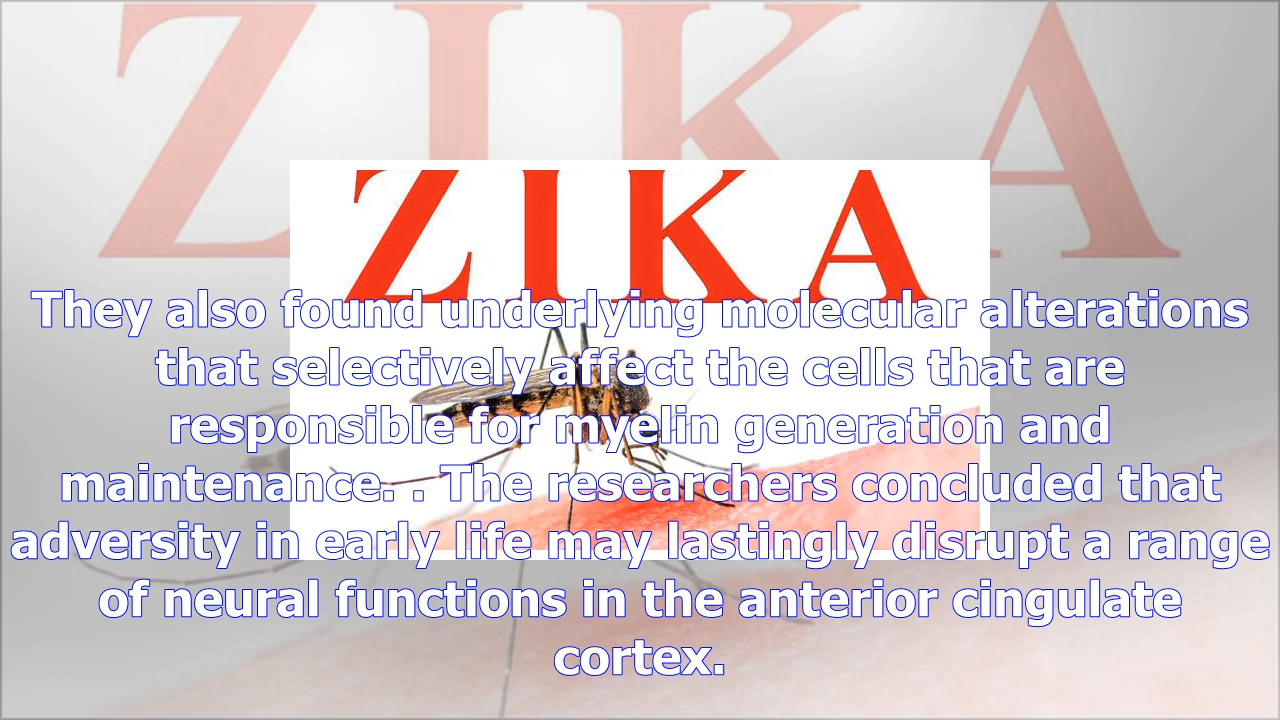 ZIKA
ZIKA
They also found underlying molecular alterations
that selectively affect the cells that are
responsible for myelin generation and
maintenance. . The researchers concluded that
adversity in early life may lastingly disrupt a range
of neural functions in the anterior cingulate
cortex.